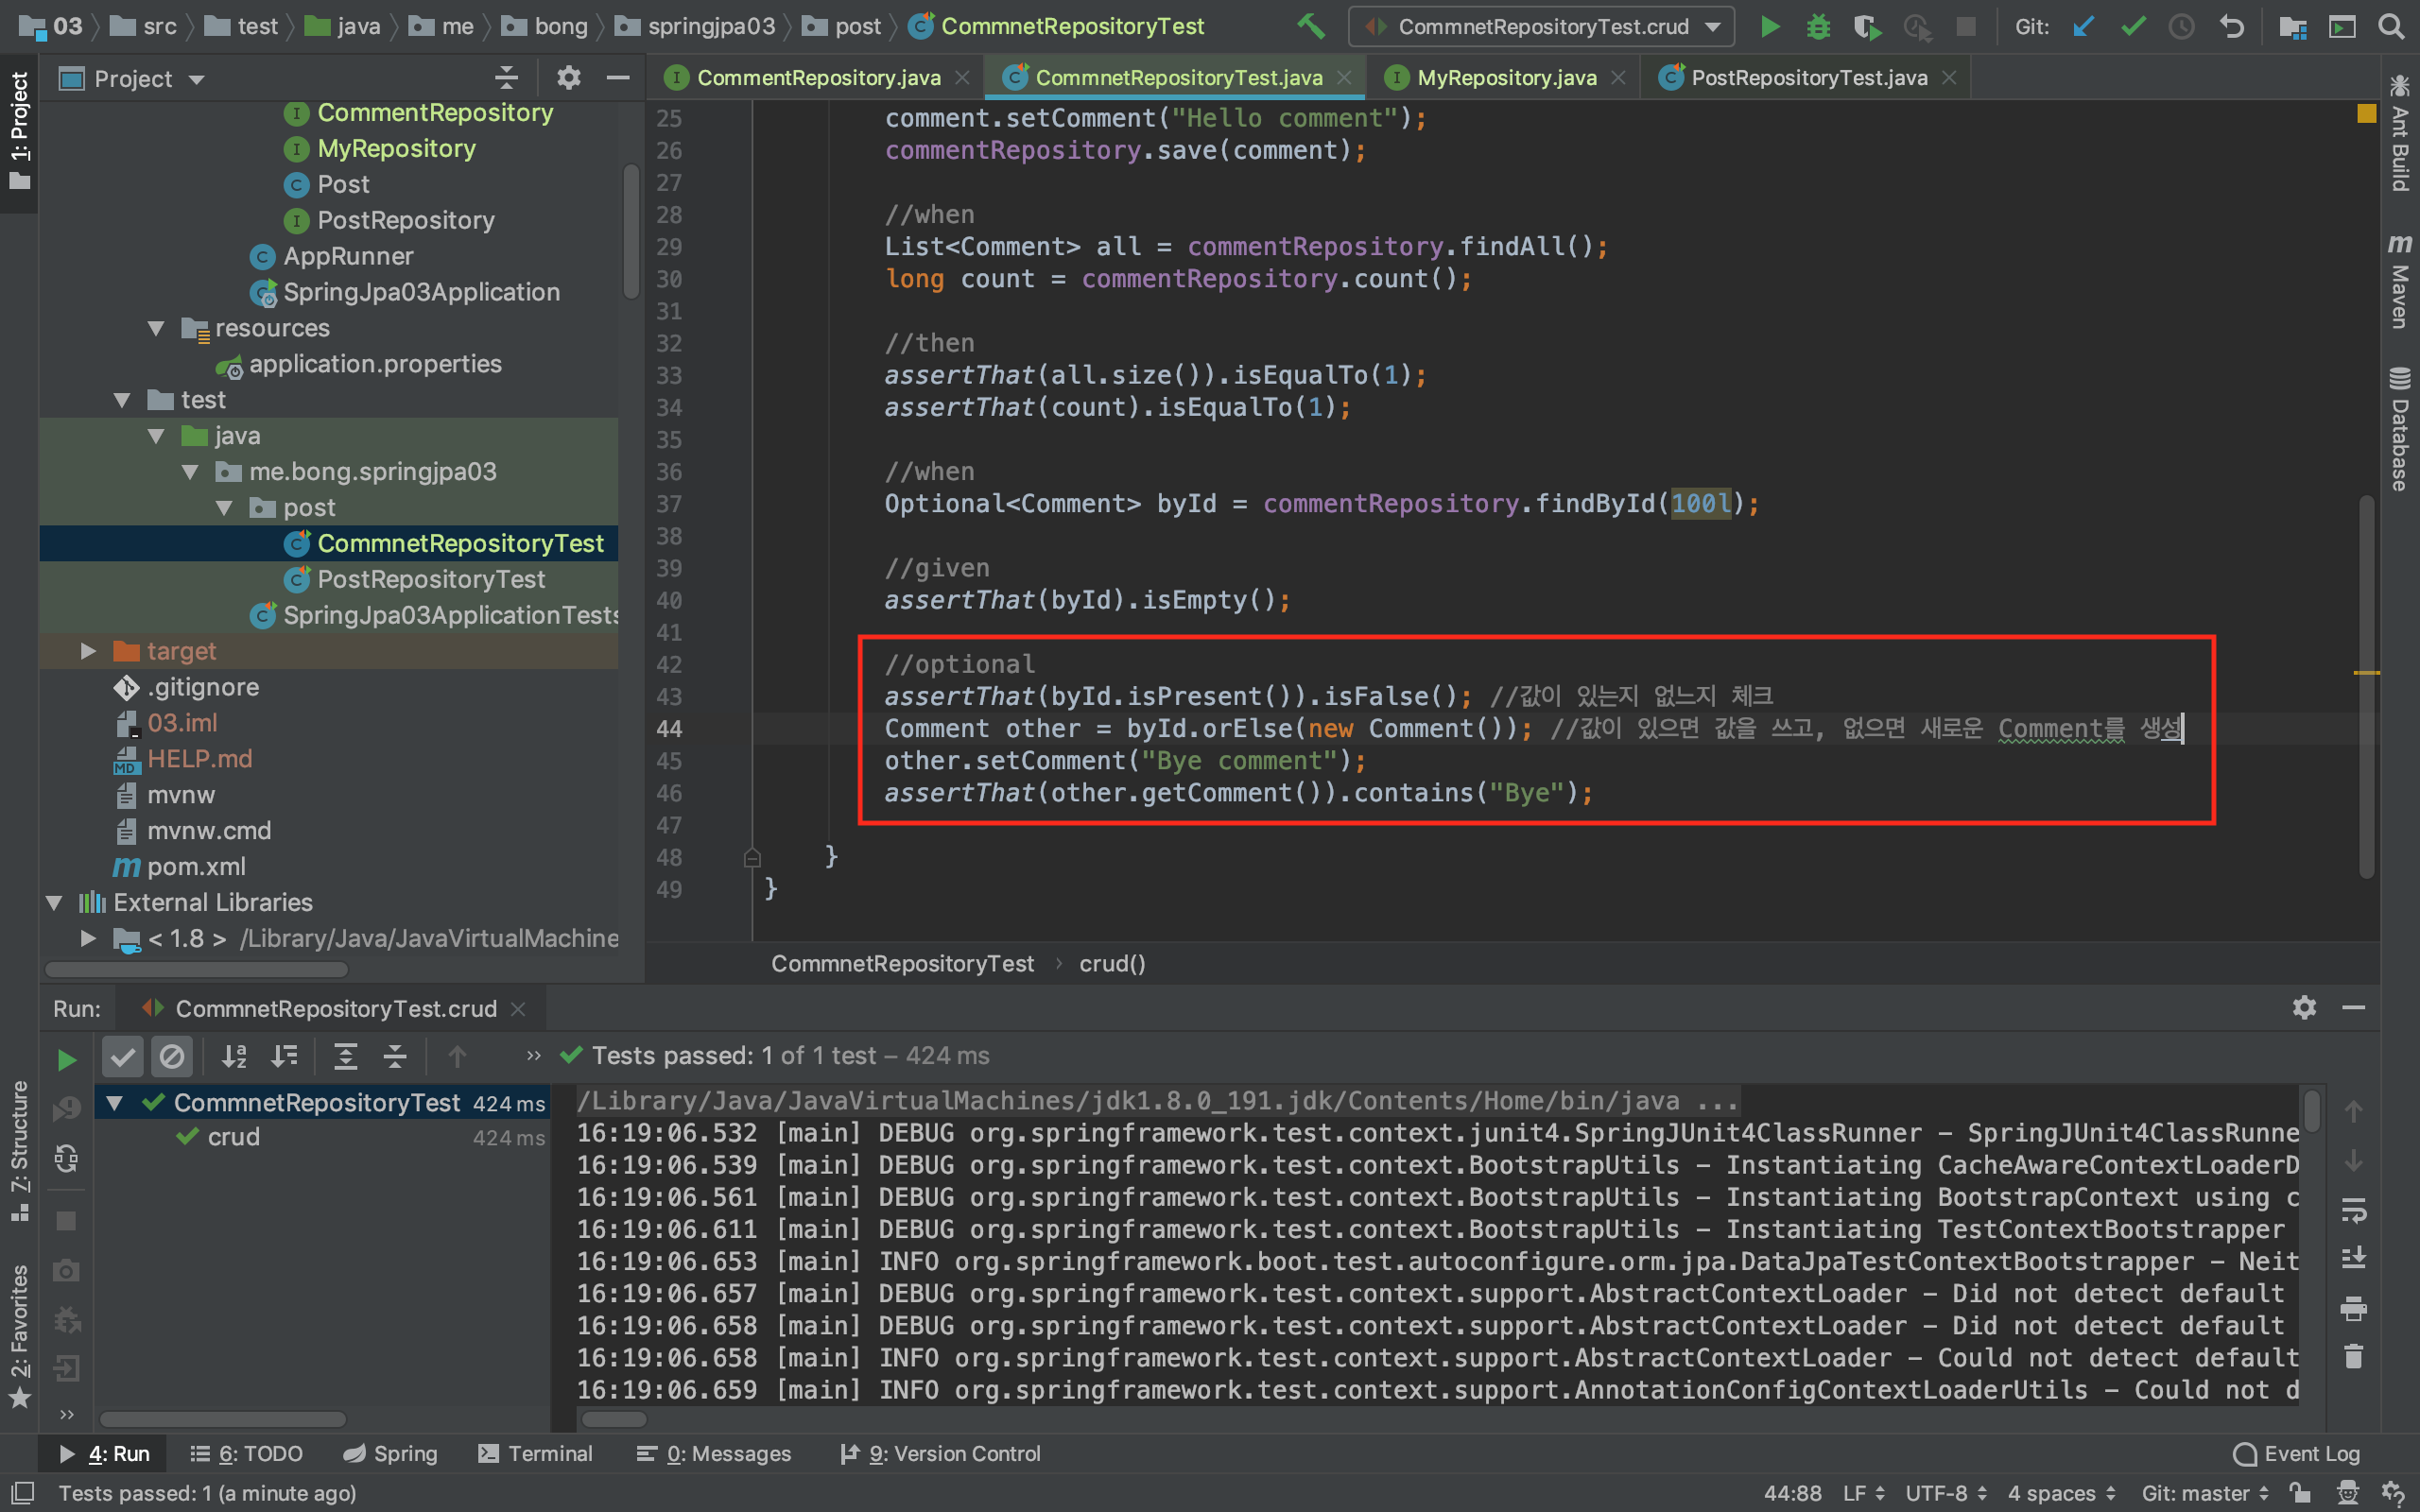 03 src test java me bong springjpa03 post CommnetRepositoryTest CommnetRepositoryTest.crud Git:
1: Project
Project
CommentRepository.java CommnetRepositoryTest.java MyRepository.java PostRepositoryTest.java
CommentRepository
MyRepository
Post
PostRepository
AppRunner
SpringJpa03Application
resources
application.properties
test
java
me.bong.springjpa03
post
CommnetRepositoryTest
PostRepositoryTest
SpringJpa03ApplicationTests
target
.gitignore
03.iml
HELP.md
mvnw
mvnw.cmd
pom.xml
External Libraries
< 1.8 > /Library/Java/JavaVirtualMachine
25 comment.setComment("Hello comment");
26 commentRepository.save(comment);
27
28 //when
29 List<Comment> all = commentRepository.findAll();
30 long count = commentRepository.count();
31
32 //then
33 assertThat(all.size()).isEqualTo(1);
34 assertThat(count).isEqualTo(1);
35
36 //when
37 Optional<Comment> byId = commentRepository.findById(100l);
38
39 //given
40 assertThat(byId).isEmpty();
41
42 //optional
43 assertThat(byId.isPresent()).isFalse(); //값이 있는지 없느지 체크
44 Comment other = byId.orElse(new Comment()); //값이 있으면 값을 쓰고, 없으면 새로운 Comment를 생성
45 other.setComment("Bye comment");
46 assertThat(other.getComment()).contains("Bye");
47
48 }
49 }
CommnetRepositoryTest › crud()
Ant Build
Maven
Database
Run: CommnetRepositoryTest.crud
Tests passed: 1 of 1 test – 424 ms
CommnetRepositoryTest 424 ms
crud 424 ms
/Library/Java/JavaVirtualMachines/jdk1.8.0_191.jdk/Contents/Home/bin/java ...
16:19:06.532 [main] DEBUG org.springframework.test.context.junit4.SpringJUnit4ClassRunner - SpringJUnit4ClassRunne
16:19:06.539 [main] DEBUG org.springframework.test.context.BootstrapUtils - Instantiating CacheAwareContextLoaderD
16:19:06.561 [main] DEBUG org.springframework.test.context.BootstrapUtils - Instantiating BootstrapContext using c
16:19:06.611 [main] DEBUG org.springframework.test.context.BootstrapUtils - Instantiating TestContextBootstrapper
16:19:06.653 [main] INFO org.springframework.boot.test.autoconfigure.orm.jpa.DataJpaTestContextBootstrapper - Neit
16:19:06.657 [main] DEBUG org.springframework.test.context.support.AbstractContextLoader - Did not detect default
16:19:06.658 [main] DEBUG org.springframework.test.context.support.AbstractContextLoader - Did not detect default
16:19:06.658 [main] INFO org.springframework.test.context.support.AbstractContextLoader - Could not detect default
16:19:06.659 [main] INFO org.springframework.test.context.support.AnnotationConfigContextLoaderUtils - Could not d
Z: Structure
2: Favorites
4: Run 6: TODO Spring Terminal 0: Messages 9: Version Control Event Log
Tests passed: 1 (a minute ago) 44:88 LF UTF-8 4 spaces Git: master